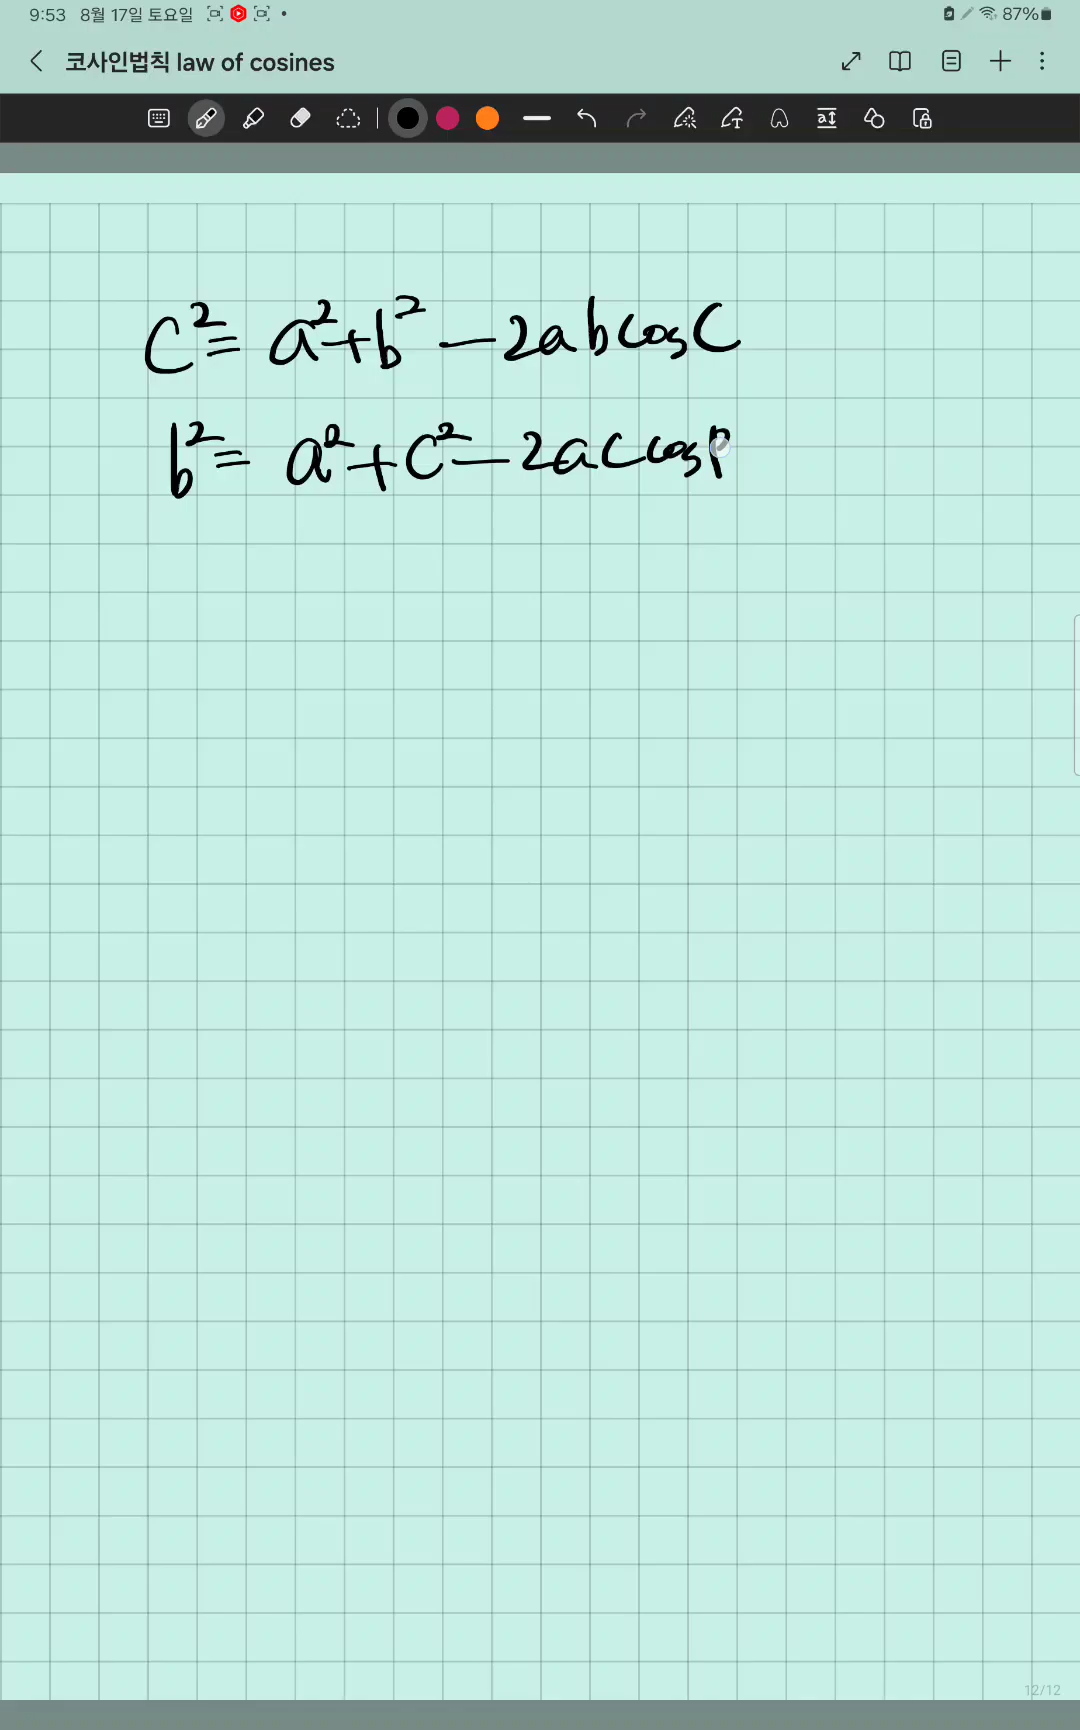 9:53 8월 17일 토요일 87%
코사인법칙 law of cosines
c² = a² + b² - 2ab cos C
b² = a² + c² - 2ac cos
12/12